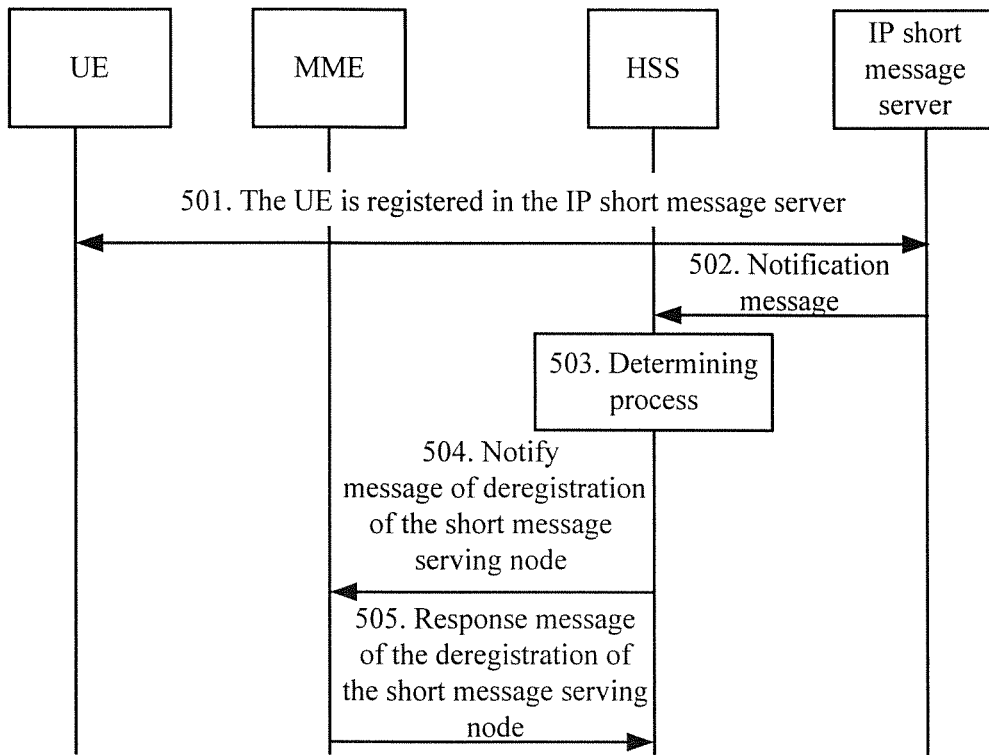 UE
MME
HSS
IP short
message
server
501. The UE is registered in the IP short message server
502. Notification
message
503. Determining
process
504. Notify
message of deregistration
of the short message
serving node
505. Response message
of the deregistration of
the short message serving
node